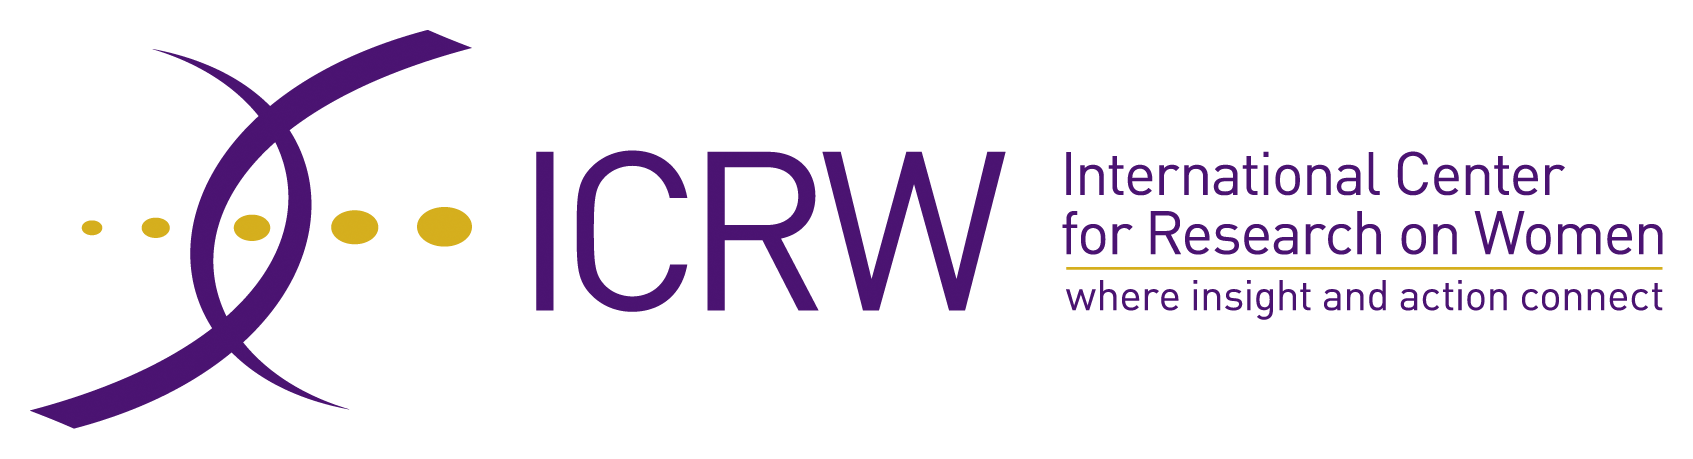 ICRW
International Center
for Research on Women
where insight and action connect